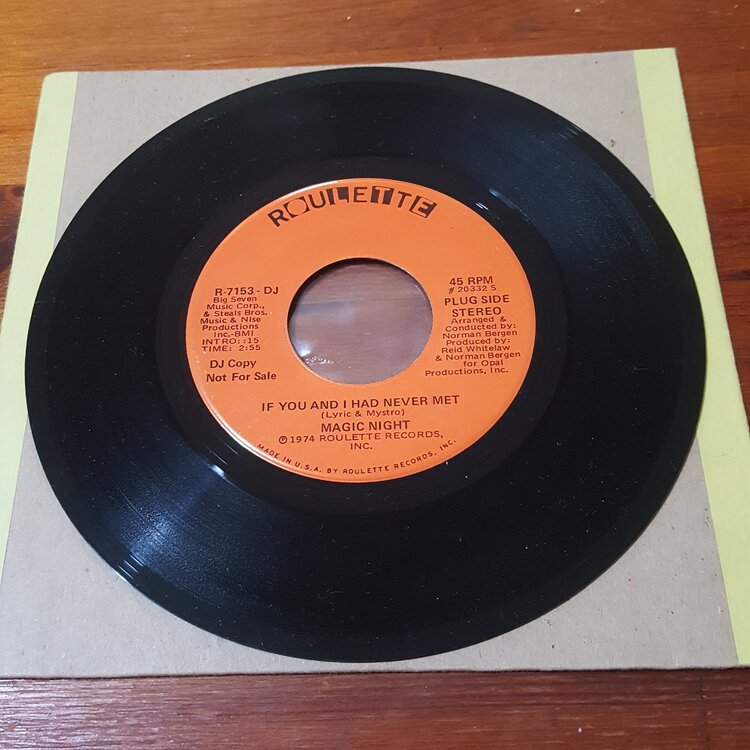 ROULETTE
R-7153-DJ
Big Seven
Music Corp.,
& Steals Bros.
Music & Nise
Productions
Inc.-BMI
INTRO: :15
TIME: 2:55
DJ Copy
Not For Sale
45 RPM
# 20332 S
PLUG SIDE
STEREO
Arranged &
Conducted by:
Norman Bergen
Produced by:
Reid Whitelaw
& Norman Bergen
for Opal
Productions, Inc.
IF YOU AND I HAD NEVER MET
(Lyric & Mystro)
MAGIC NIGHT
℗ 1974 ROULETTE RECORDS,
INC.
MADE IN U.S.A. BY ROULETTE RECORDS, INC.